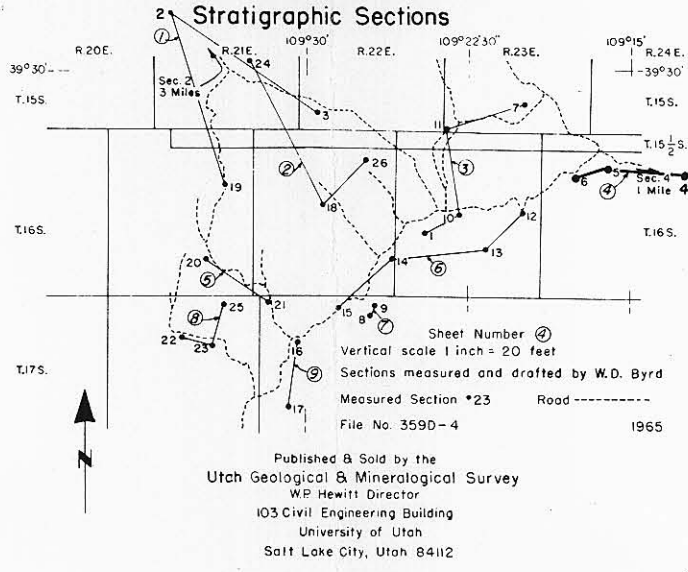 Stratigraphic Sections
2
①
R.20E.
R.21E.
109°30'
R.22E.
109°22'30"
R.23E.
109°15'
R.24E.
39°30'
39°30'
24
Sec. 2
3 Miles
T.15S.
3
7
T.15S.
11
T.15½S.
②
26
③
6
5
Sec. 4
④
1 Mile
4
19
18
10
12
1
T.16S.
T.16S.
20
⑤
14
⑥
13
21
15
9
8
⑦
25
⑧
22
23
16
⑨
17
T.17S.
Sheet Number ④
Vertical scale 1 inch = 20 feet
Sections measured and drafted by W.D. Byrd
Measured Section •23 Road --------
File No. 359D-4 1965
N
Published & Sold by the
Utah Geological & Mineralogical Survey
W.P. Hewitt Director
103 Civil Engineering Building
University of Utah
Salt Lake City, Utah 84112